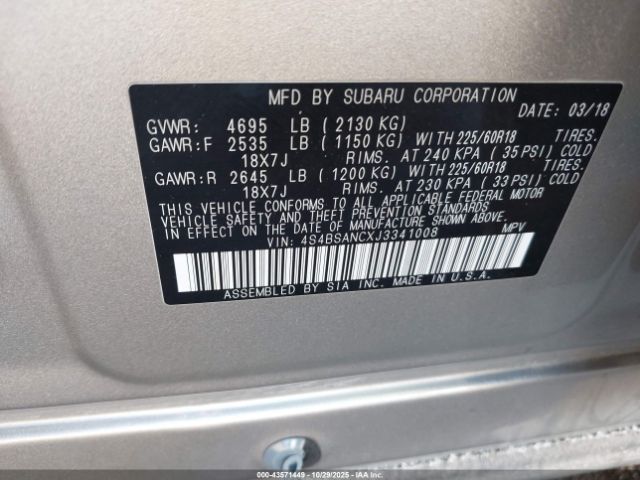 MFD BY SUBARU CORPORATION
DATE: 03/18
GVWR: 4695 LB ( 2130 KG)
GAWR:F 2535 LB ( 1150 KG) WITH 225/60R18 TIRES.
18X7J RIMS. AT 240 KPA ( 35 PSI) COLD
GAWR:R 2645 LB ( 1200 KG) WITH 225/60R18 TIRES.
18X7J RIMS. AT 230 KPA ( 33 PSI) COLD
THIS VEHICLE CONFORMS TO ALL APPLICABLE FEDERAL MOTOR
VEHICLE SAFETY AND THEFT PREVENTION STANDARDS IN
EFFECT ON THE DATE OF MANUFACTURE SHOWN ABOVE.
VIN: 4S4BSANCXJ3341008 MPV
ASSEMBLED BY SIA INC. MADE IN U.S.A.
00-43571449 | 10/29/2025 | © IAA Holdings, LLC